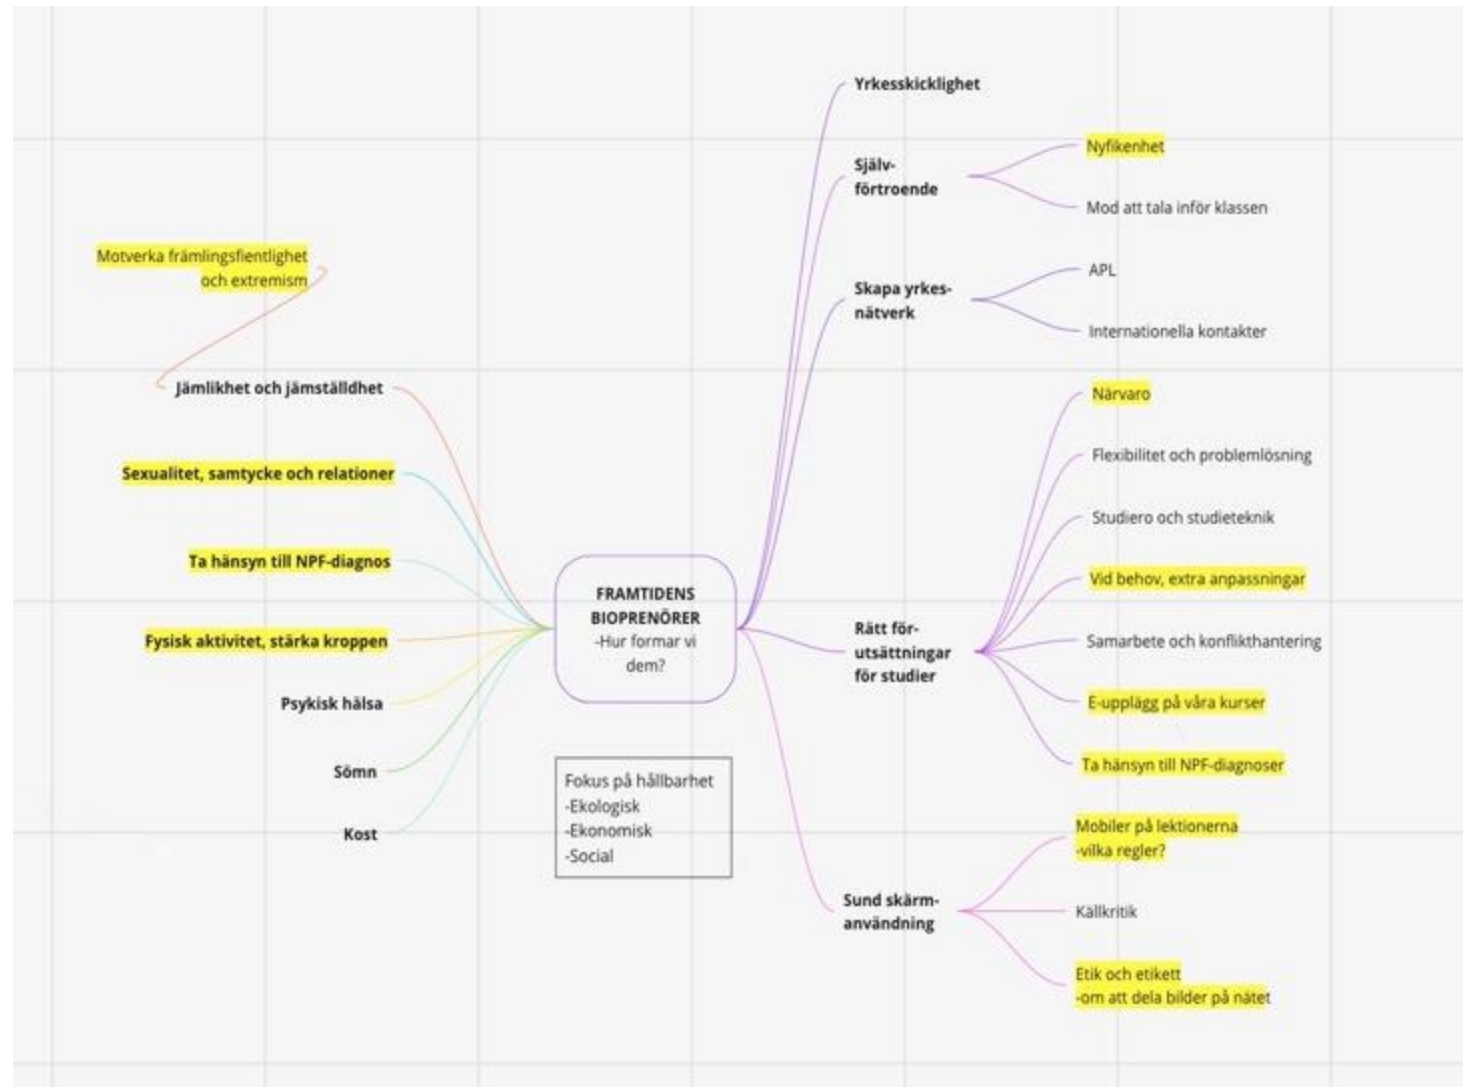 Yrkesskicklighet
Själv-
förtroende
Nyfikenhet
Mod att tala inför klassen
Skapa yrkes-
nätverk
APL
Internationella kontakter
Rätt för-
utsättningar
för studier
Närvaro
Flexibilitet och problemlösning
Studiero och studieteknik
Vid behov, extra anpassningar
Samarbete och konflikthantering
E-upplägg på våra kurser
Ta hänsyn till NPF-diagnoser
Sund skärm-
användning
Mobiler på lektionerna
-vilka regler?
Källkritik
Etik och etikett
-om att dela bilder på nätet
FRAMTIDENS
BIOPRENÖRER
-Hur formar vi
dem?
Fokus på hållbarhet
-Ekologisk
-Ekonomisk
-Social
Motverka främlingsfientlighet
och extremism
Jämlikhet och jämställdhet
Sexualitet, samtycke och relationer
Ta hänsyn till NPF-diagnos
Fysisk aktivitet, stärka kroppen
Psykisk hälsa
Sömn
Kost